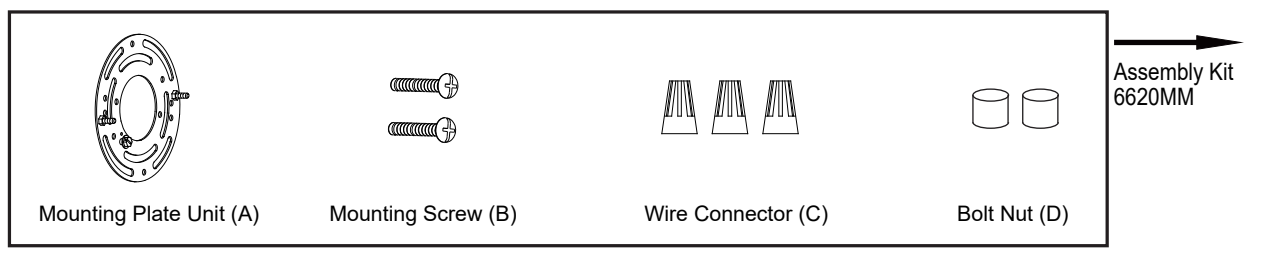 Assembly Kit
6620MM
Mounting Plate Unit (A)
Mounting Screw (B)
Wire Connector (C)
Bolt Nut (D)